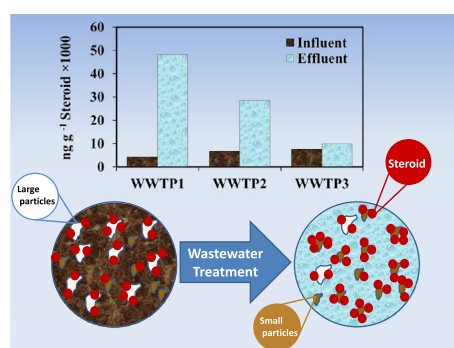 60
50
40
30
20
10
0
ng g⁻¹ Steroid ×1000
Influent
Effluent
WWTP1 WWTP2 WWTP3
Large
particles
Steroid
Wastewater
Treatment
Small
particles